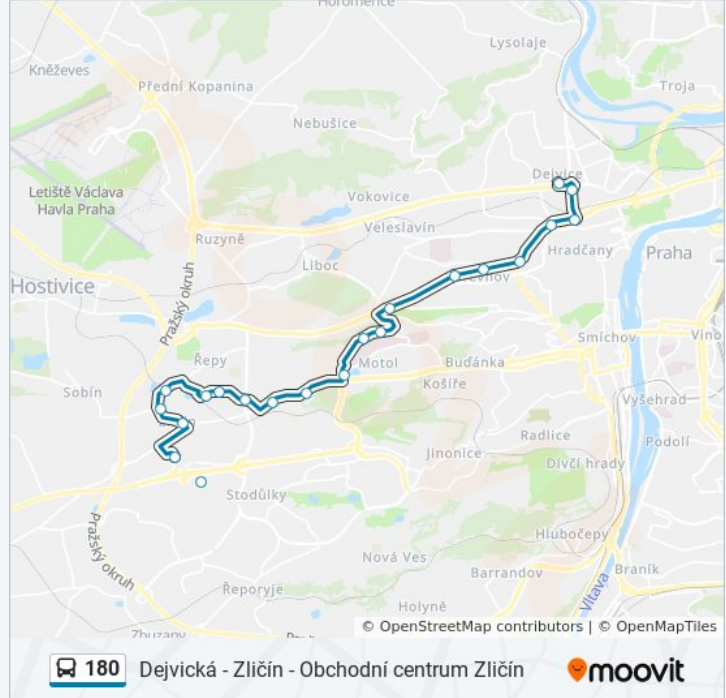 Horoměřice
Lysolaje
Kněževes
Přední Kopanina
Troja
Nebušice
Dejvice
Letiště Václava
Havla Praha
Vokovice
Veleslavín
Ruzyně
Hradčany
Praha
Liboc
Hostivice
Pražský okruh
Smíchov
Vino
Řepy
Motol
Buďánka
Košíře
Sobín
Vyšehrad
Radlice
Podolí
Jinonice
Dívčí hrady
Stodůlky
Pražský okruh
Hlubočepy
Nová Ves
Barrandov
Braník
Řeporyje
Vltava
Holyně
Zbuzany
© OpenStreetMap contributors | © OpenMapTiles
180 Dejvická - Zličín - Obchodní centrum Zličín moovit